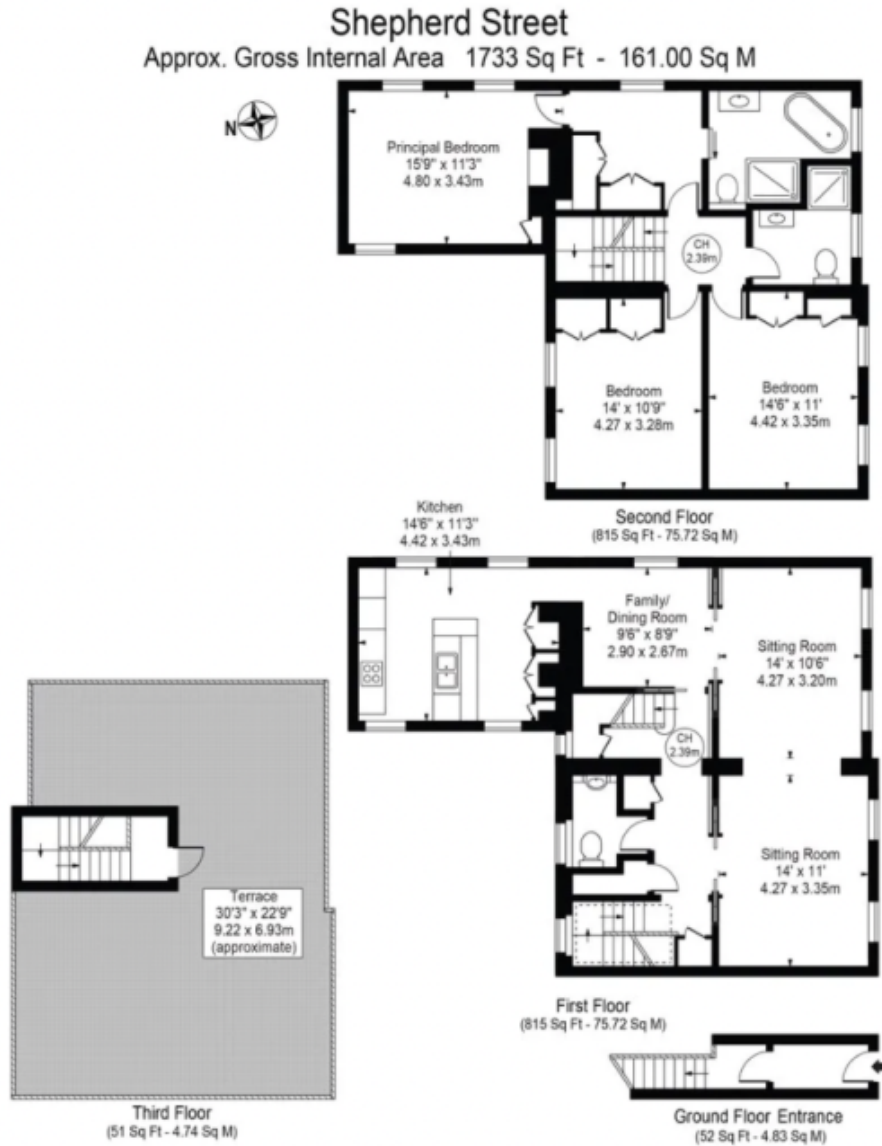 Shepherd Street
Approx. Gross Internal Area 1733 Sq Ft - 161.00 Sq M
N
Principal Bedroom
15'9" x 11'3"
4.80 x 3.43m
CH
2.39m
Bedroom
14' x 10'9"
4.27 x 3.28m
Bedroom
14'6" x 11'
4.42 x 3.35m
Second Floor
(815 Sq Ft - 75.72 Sq M)
Kitchen
14'6" x 11'3"
4.42 x 3.43m
Family/
Dining Room
9'6" x 8'9"
2.90 x 2.67m
Sitting Room
14' x 10'6"
4.27 x 3.20m
CH
2.39m
Sitting Room
14' x 11'
4.27 x 3.35m
First Floor
(815 Sq Ft - 75.72 Sq M)
Terrace
30'3" x 22'9"
9.22 x 6.93m
(approximate)
Third Floor
(51 Sq Ft - 4.74 Sq M)
Ground Floor Entrance
(52 Sq Ft - 4.83 Sq M)